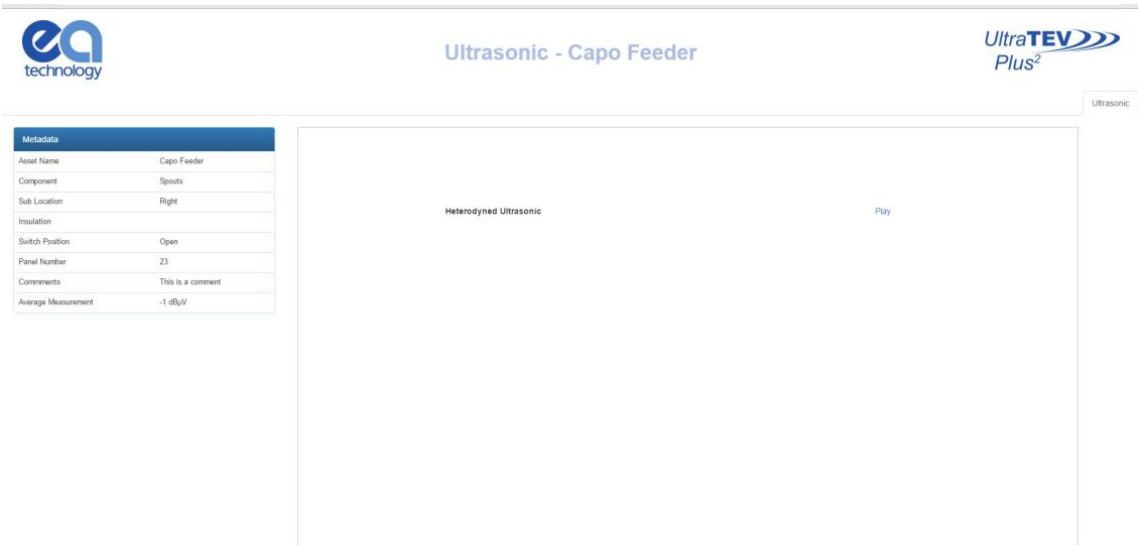 ea
technology
Ultrasonic - Capo Feeder
UltraTEV
Plus²
Ultrasonic
Metadata
Asset Name Capo Feeder
Component Spouts
Sub Location Right
Insulation
Switch Position Open
Panel Number 23
Commments This is a comment
Average Measurement -1 dBµV
Heterodyned Ultrasonic Play